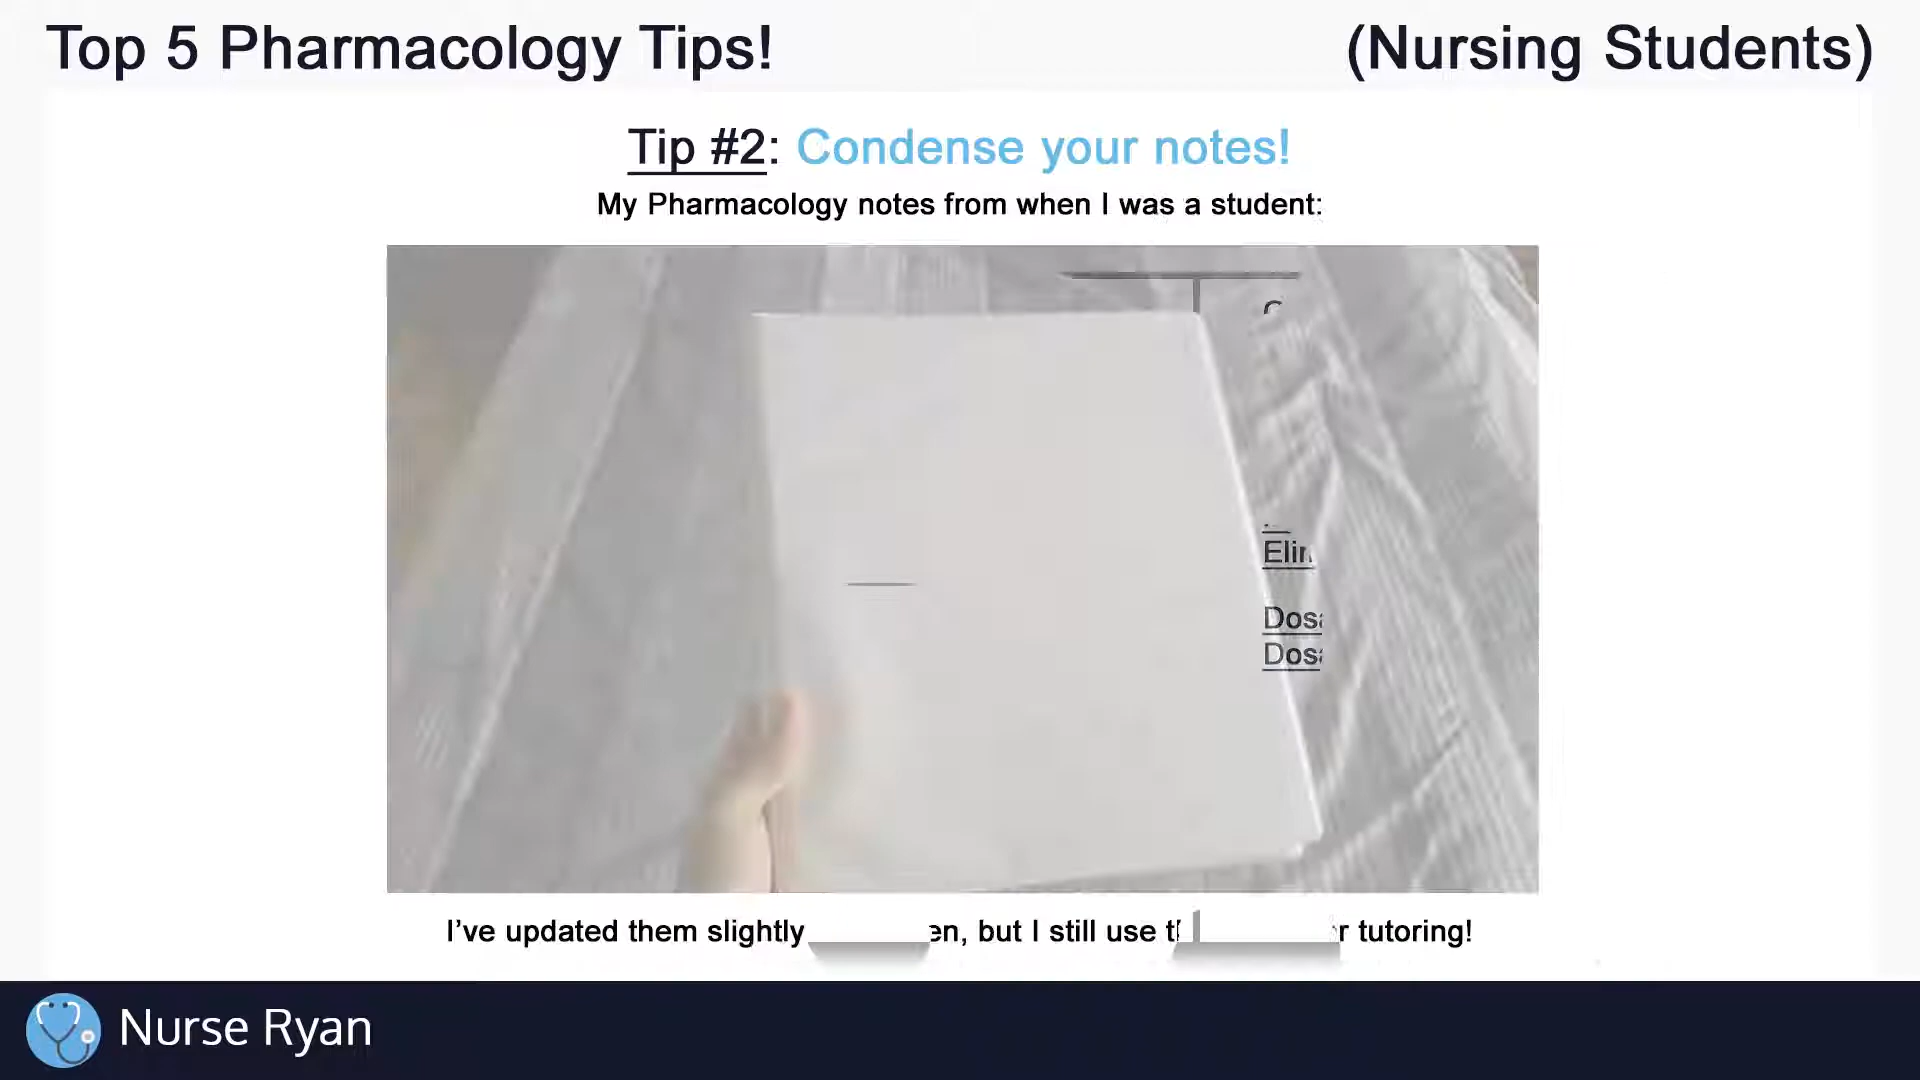 Top 5 Pharmacology Tips!
(Nursing Students)
Tip #2: Condense your notes!
My Pharmacology notes from when I was a student:
I've updated them slightly but I still use tutoring!
Nurse Ryan